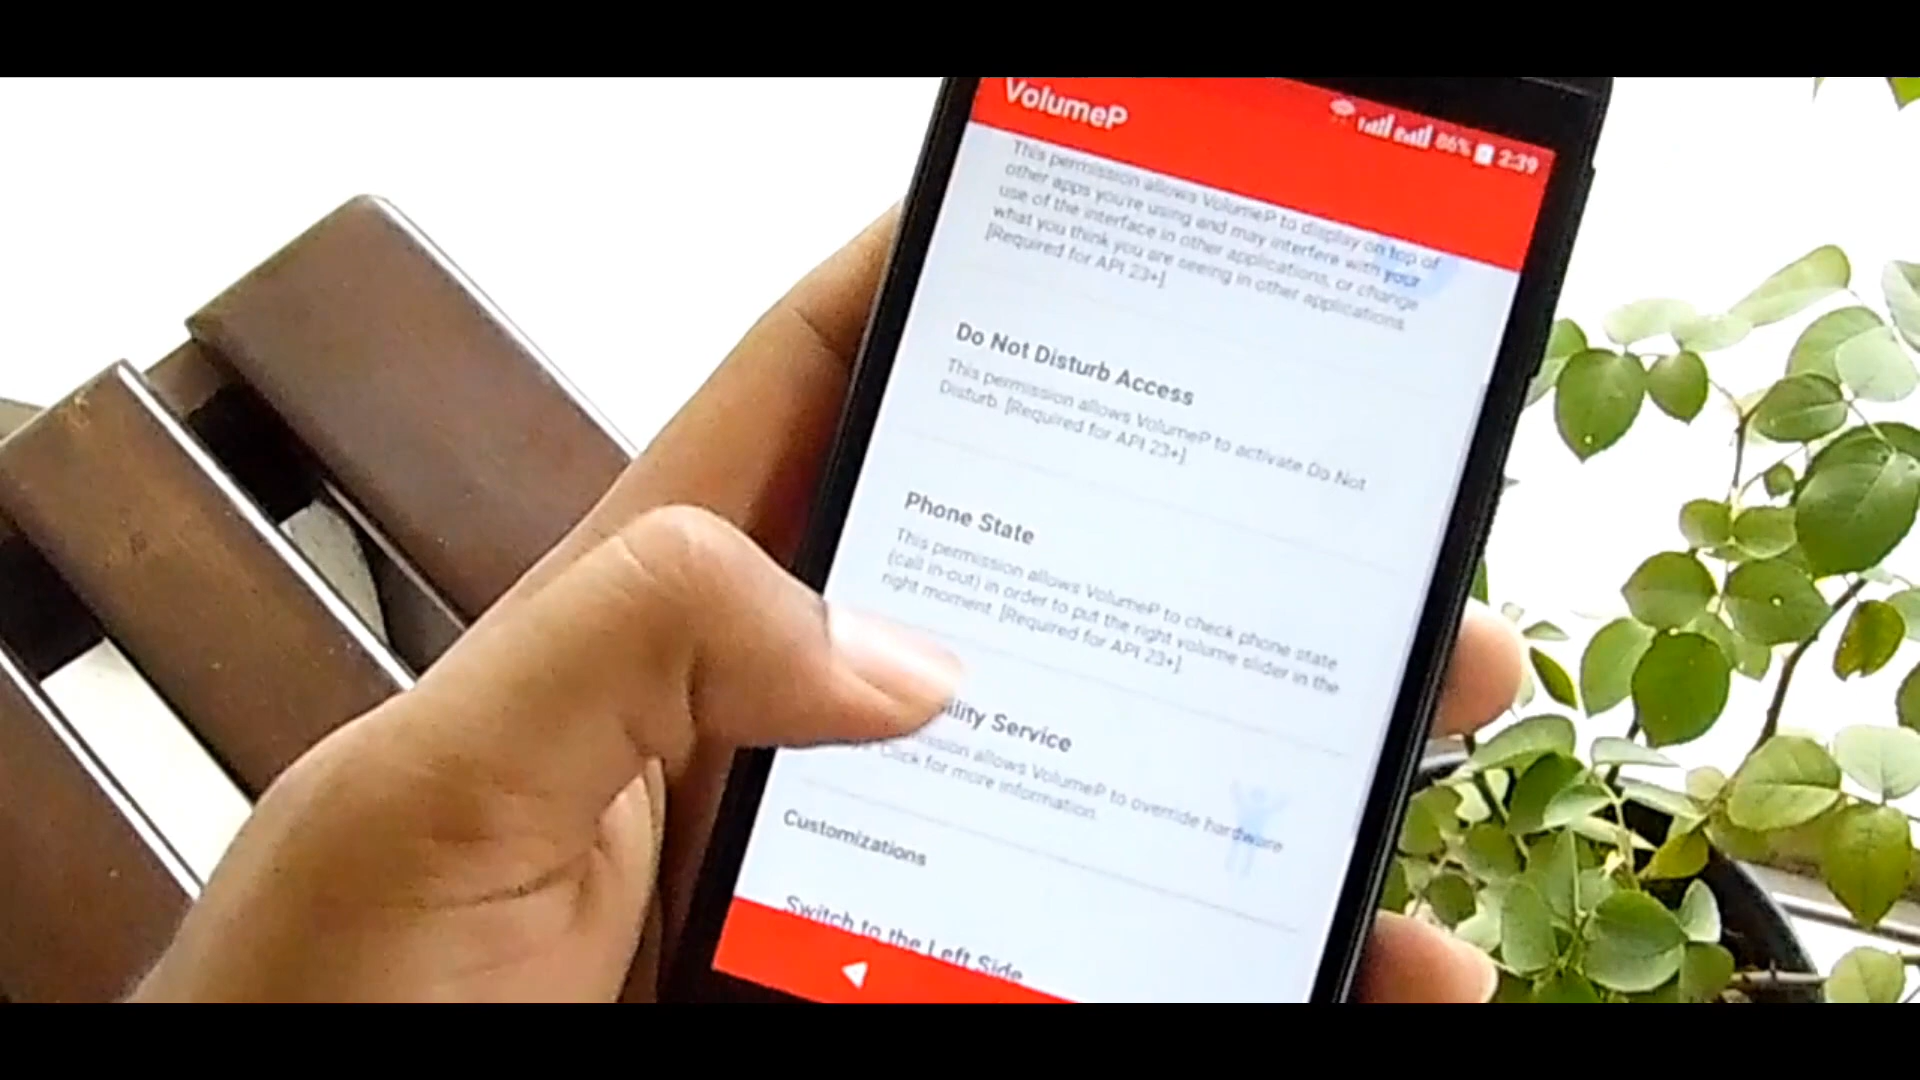 VolumeP
86% 2:39
This permission allows VolumeP to display on top of
other apps you're using and may interfere with your
use of the interface in other applications, or change
what you think you are seeing in other applications.
[Required for API 23+]
Do Not Disturb Access
This permission allows VolumeP to activate Do Not
Disturb. [Required for API 23+]
Phone State
This permission allows VolumeP to check phone state
(call in-out) in order to put the right volume slider in the
right moment. [Required for API 23+]
ility Service
ission allows VolumeP to override hardware
Click for more information.
Customizations
Switch to the Left Side